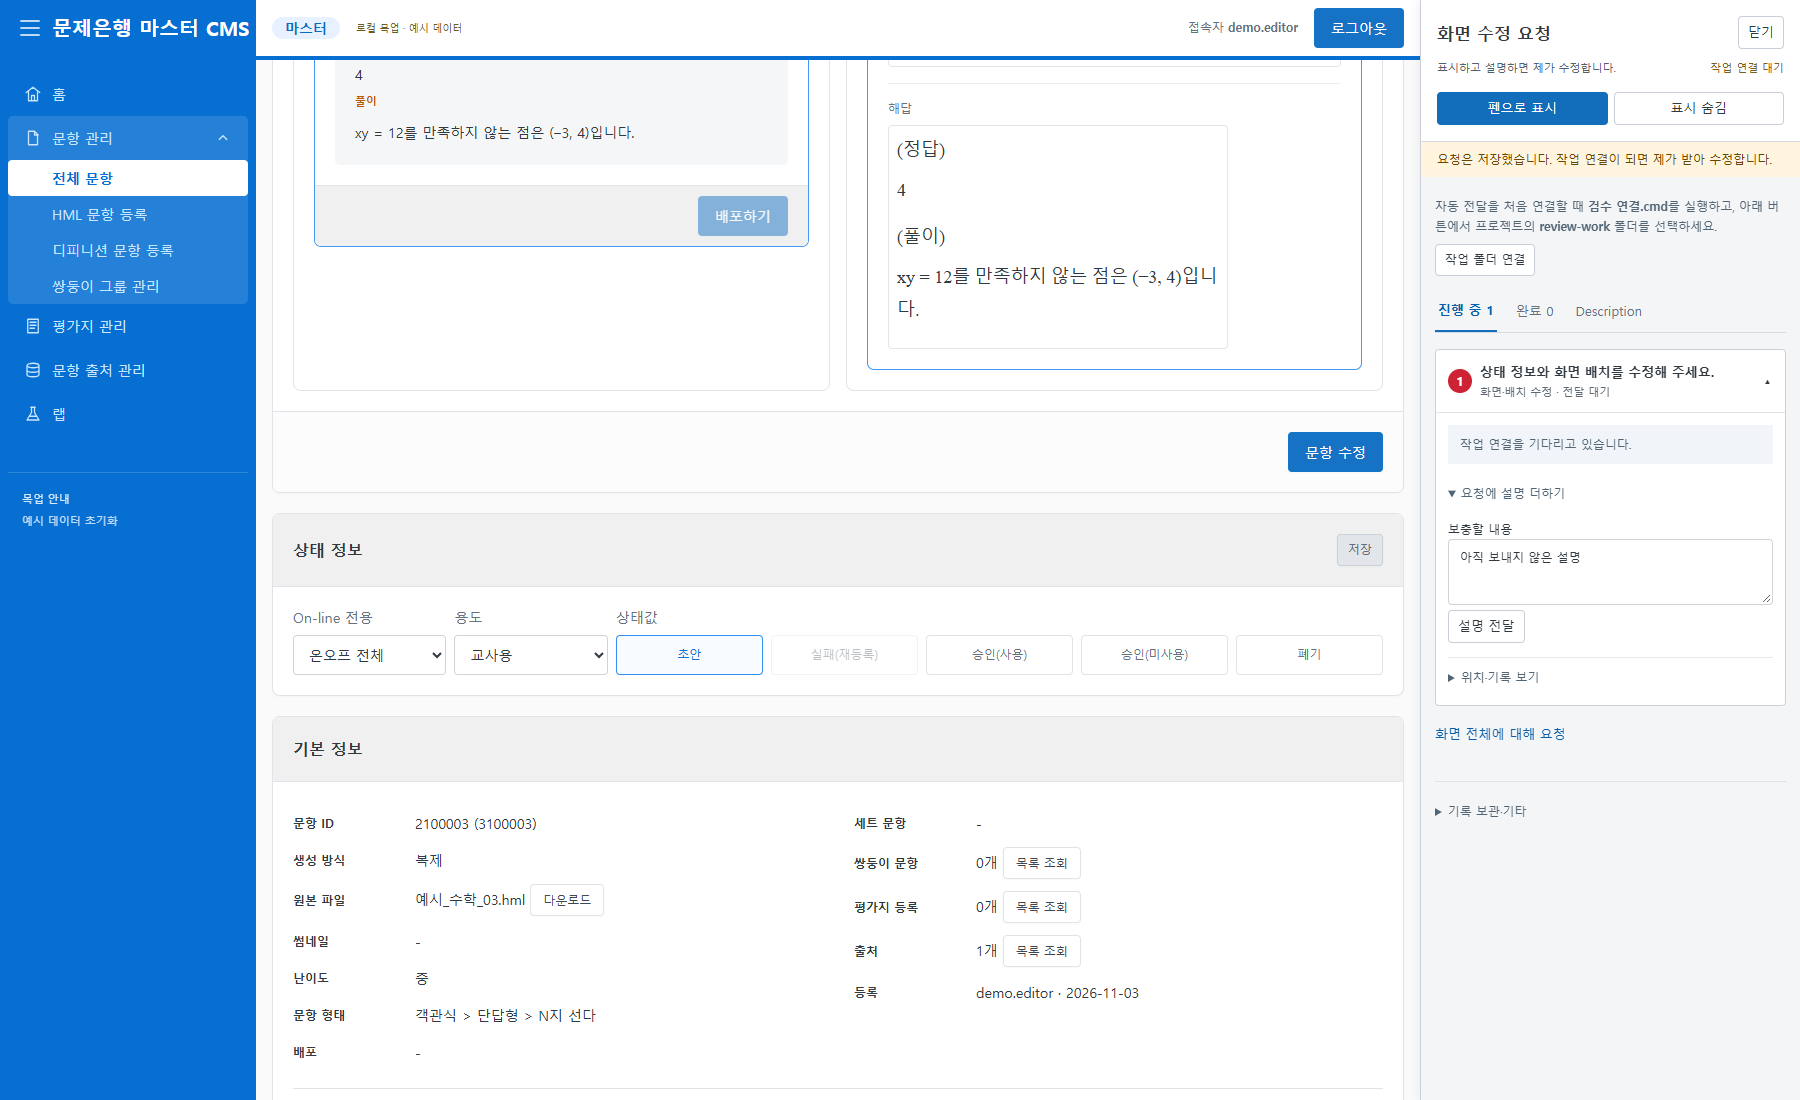 문제은행 마스터 CMS
홈
문항 관리
전체 문항
HML 문항 등록
디피니션 문항 등록
쌍둥이 그룹 관리
평가지 관리
문항 출처 관리
랩
목업 안내
예시 데이터 초기화
마스터
로컬 목업 · 예시 데이터
접속자 demo.editor
로그아웃
4
풀이
xy = 12를 만족하지 않는 점은 (−3, 4)입니다.
배포하기
해답
(정답)
4
(풀이)
xy = 12를 만족하지 않는 점은 (−3, 4)입니
다.
문항 수정
상태 정보
저장
On-line 전용
용도
상태값
온오프 전체
교사용
초안
실패(재등록)
승인(사용)
승인(미사용)
폐기
기본 정보
문항 ID
2100003 (3100003)
생성 방식
복제
원본 파일
예시_수학_03.hml
다운로드
썸네일
-
난이도
중
문항 형태
객관식 > 단답형 > N지 선다
배포
-
세트 문항
-
쌍둥이 문항
0개
목록 조회
평가지 등록
0개
목록 조회
출처
1개
목록 조회
등록
demo.editor · 2026-11-03
화면 수정 요청
닫기
표시하고 설명하면 제가 수정합니다.
작업 연결 대기
펜으로 표시
표시 숨김
요청은 저장했습니다. 작업 연결이 되면 제가 받아 수정합니다.
자동 전달을 처음 연결할 때 검수 연결.cmd를 실행하고, 아래 버
튼에서 프로젝트의 review-work 폴더를 선택하세요.
작업 폴더 연결
진행 중 1
완료 0
Description
1
상태 정보와 화면 배치를 수정해 주세요.
화면·배치 수정 · 전달 대기
작업 연결을 기다리고 있습니다.
요청에 설명 더하기
보충할 내용
아직 보내지 않은 설명
설명 전달
위치·기록 보기
화면 전체에 대해 요청
기록 보관·기타